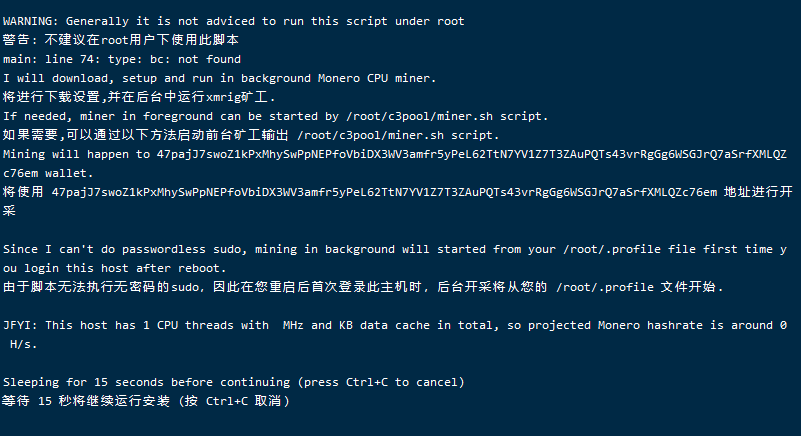 WARNING: Generally it is not adviced to run this script under root
警告: 不建议在root用户下使用此脚本
main: line 74: type: bc: not found
I will download, setup and run in background Monero CPU miner.
将进行下载设置,并在后台中运行xmrig矿工.
If needed, miner in foreground can be started by /root/c3pool/miner.sh script.
如果需要,可以通过以下方法启动前台矿工输出 /root/c3pool/miner.sh script.
Mining will happen to 47pajJ7swoZ1kPxMhySwPpNEPfoVbiDX3WV3amfr5yPeL62TtN7YV1Z7T3ZAuPQTs43vrRgGg6WSGJrQ7aSrfXMLQZ
c76em wallet.
将使用 47pajJ7swoZ1kPxMhySwPpNEPfoVbiDX3WV3amfr5yPeL62TtN7YV1Z7T3ZAuPQTs43vrRgGg6WSGJrQ7aSrfXMLQZc76em 地址进行开
采
Since I can't do passwordless sudo, mining in background will started from your /root/.profile file first time y
ou login this host after reboot.
由于脚本无法执行无密码的sudo，因此在您重启后首次登录此主机时，后台开采将从您的 /root/.profile 文件开始.
JFYI: This host has 1 CPU threads with  MHz and KB data cache in total, so projected Monero hashrate is around 0
 H/s.
Sleeping for 15 seconds before continuing (press Ctrl+C to cancel)
等待 15 秒将继续运行安装 (按 Ctrl+C 取消)